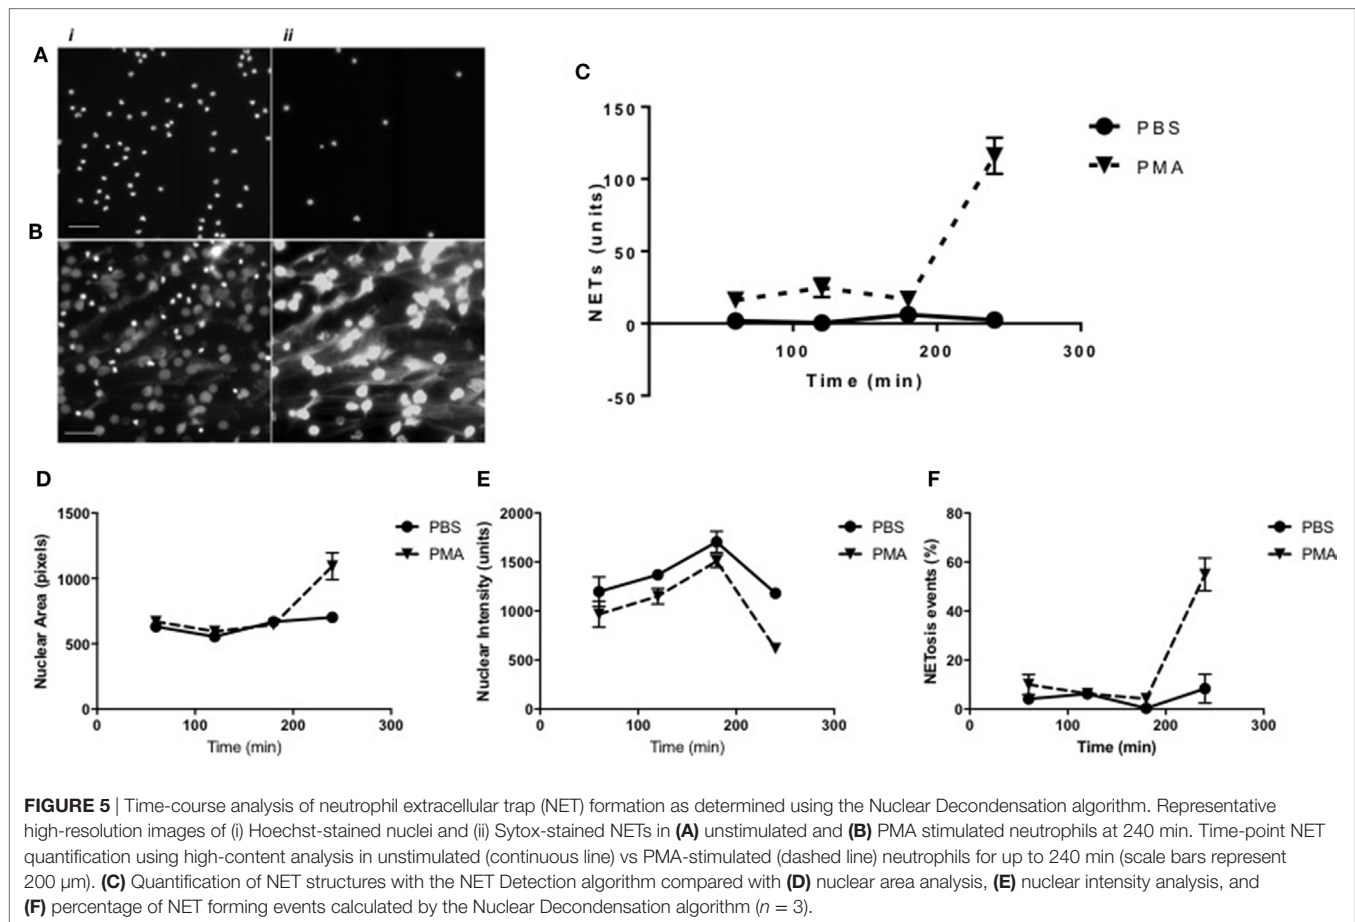 i ii
A
B
C
150
100
50
0
-50
100 200 300
NETs (units)
Time (min)
PBS
PMA
D
1500
1000
500
0
0 100 200 300
Nuclear Area (pixels)
Time (min)
PBS
PMA
E
2000
1500
1000
500
0
0 100 200 300
Nuclear Intensity (units)
Time (min)
PBS
PMA
F
80
60
40
20
0
0 100 200 300
NETosis events (%)
Time (min)
PBS
PMA
FIGURE 5 | Time-course analysis of neutrophil extracellular trap (NET) formation as determined using the Nuclear Decondensation algorithm. Representative
high-resolution images of (i) Hoechst-stained nuclei and (ii) Sytox-stained NETs in (A) unstimulated and (B) PMA stimulated neutrophils at 240 min. Time-point NET
quantification using high-content analysis in unstimulated (continuous line) vs PMA-stimulated (dashed line) neutrophils for up to 240 min (scale bars represent
200 µm). (C) Quantification of NET structures with the NET Detection algorithm compared with (D) nuclear area analysis, (E) nuclear intensity analysis, and
(F) percentage of NET forming events calculated by the Nuclear Decondensation algorithm (n = 3).